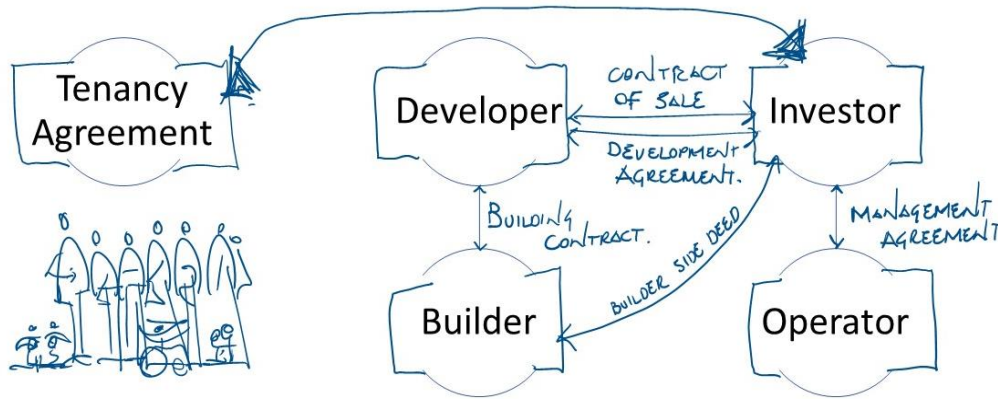 Tenancy
Agreement
Developer
CONTRACT
OF SALE
Investor
DEVELOPMENT
AGREEMENT.
BUILDING
CONTRACT.
BUILDER SIDE DEED
MANAGEMENT
AGREEMENT
Builder
Operator